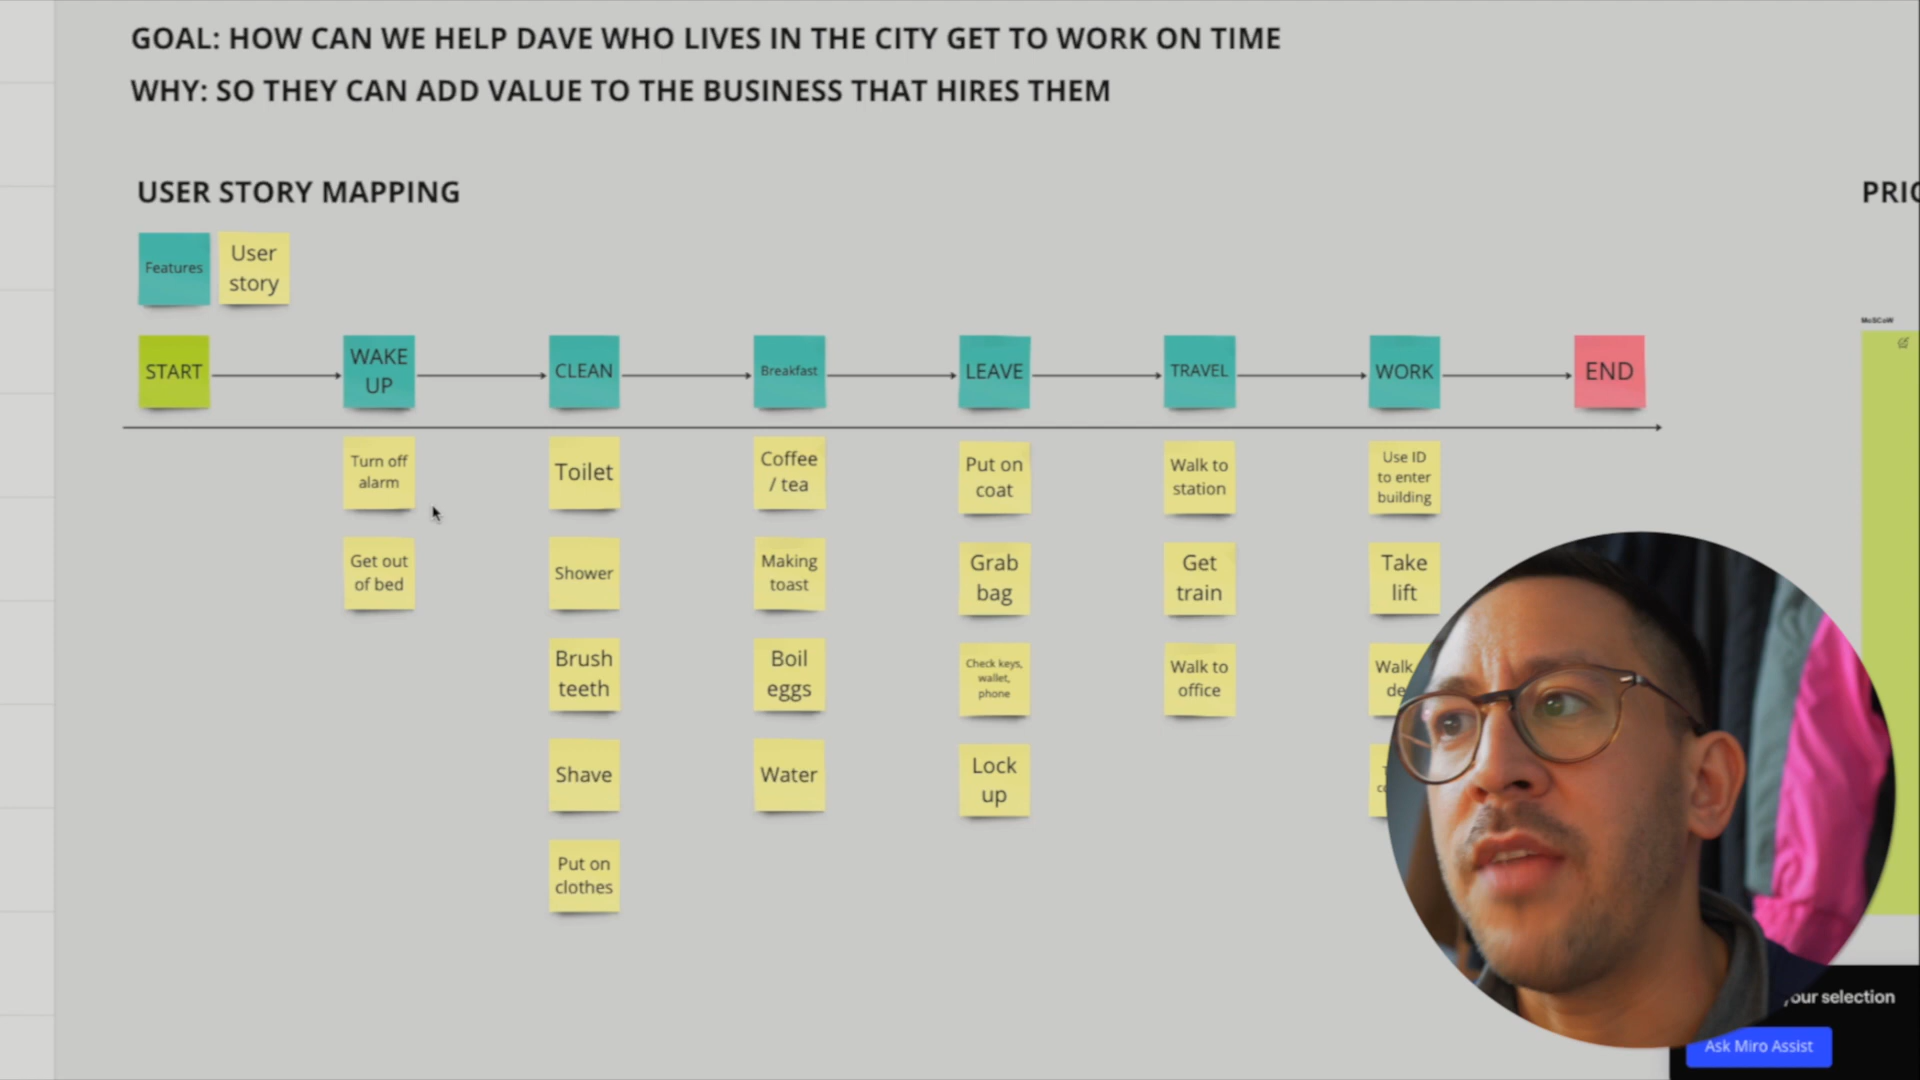 GOAL: HOW CAN WE HELP DAVE WHO LIVES IN THE CITY GET TO WORK ON TIME
WHY: SO THEY CAN ADD VALUE TO THE BUSINESS THAT HIRES THEM
USER STORY MAPPING
Features
User
story
START
WAKE
UP
CLEAN
Breakfast
LEAVE
TRAVEL
WORK
END
MoSCoW
Turn off
alarm
Toilet
Coffee
/ tea
Put on
coat
Walk to
station
Use ID
to enter
building
Get out
of bed
Shower
Making
toast
Grab
bag
Get
train
Take
lift
Brush
teeth
Boil
eggs
Check keys,
wallet,
phone
Walk to
office
Walk
Shave
Water
Lock
up
Put on
clothes
your selection
Ask Miro Assist